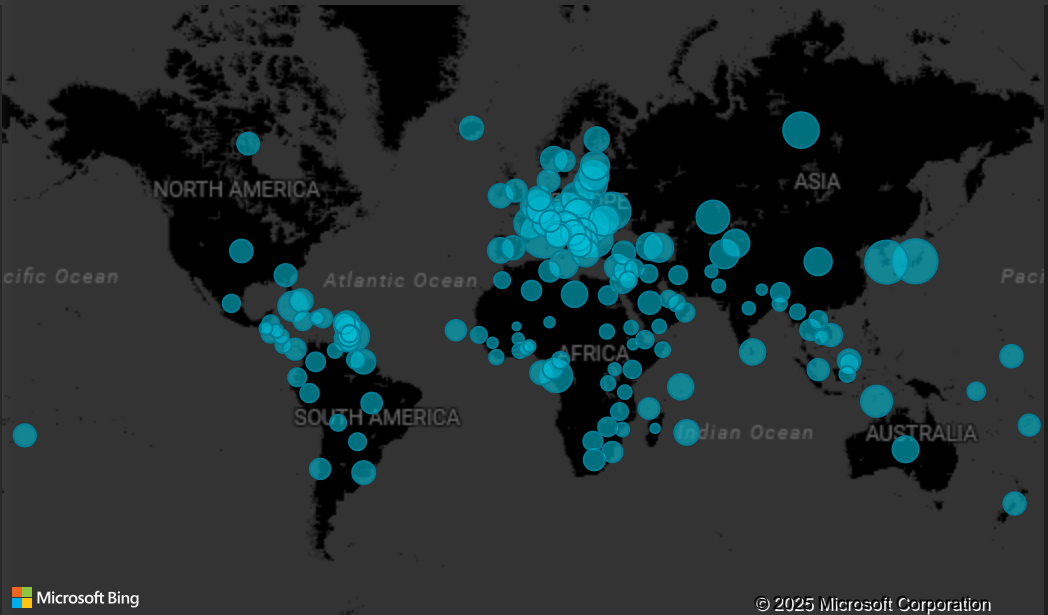 NORTH AMERICA
ASIA
cific Ocean
Atlantic Ocean
Paci
AFRICA
SOUTH AMERICA
Indian Ocean
AUSTRALIA
Microsoft Bing
© 2025 Microsoft Corporation